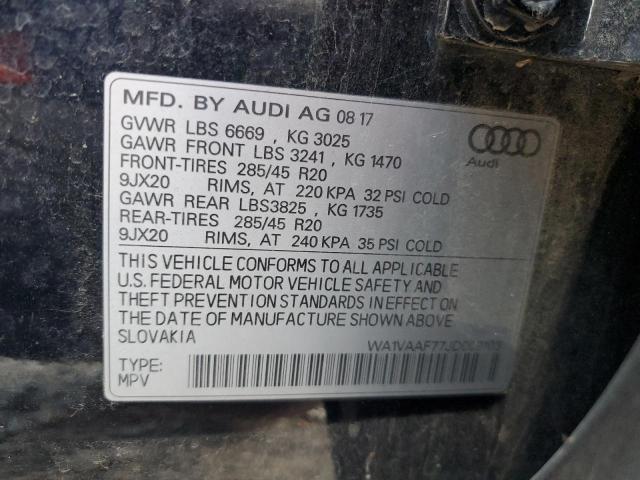 MFD. BY AUDI AG 08 17
GVWR LBS 6669 , KG 3025
GAWR FRONT LBS 3241 , KG 1470
FRONT-TIRES 285/45 R20
9JX20 RIMS, AT 220 KPA 32 PSI COLD
GAWR REAR LBS3825 , KG 1735
REAR-TIRES 285/45 R20
9JX20 RIMS, AT 240 KPA 35 PSI COLD
Audi
THIS VEHICLE CONFORMS TO ALL APPLICABLE
U.S. FEDERAL MOTOR VEHICLE SAFETY AND
THEFT PREVENTION STANDARDS IN EFFECT ON
THE DATE OF MANUFACTURE SHOWN ABOVE
SLOVAKIA
TYPE:
MPV